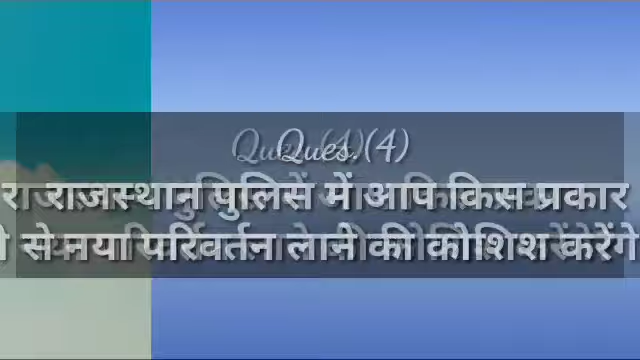 Ques.(4)
राजस्थान पुलिस में आप किस प्रकार
से नया परिवर्तन लाने की कोशिश करेंगे